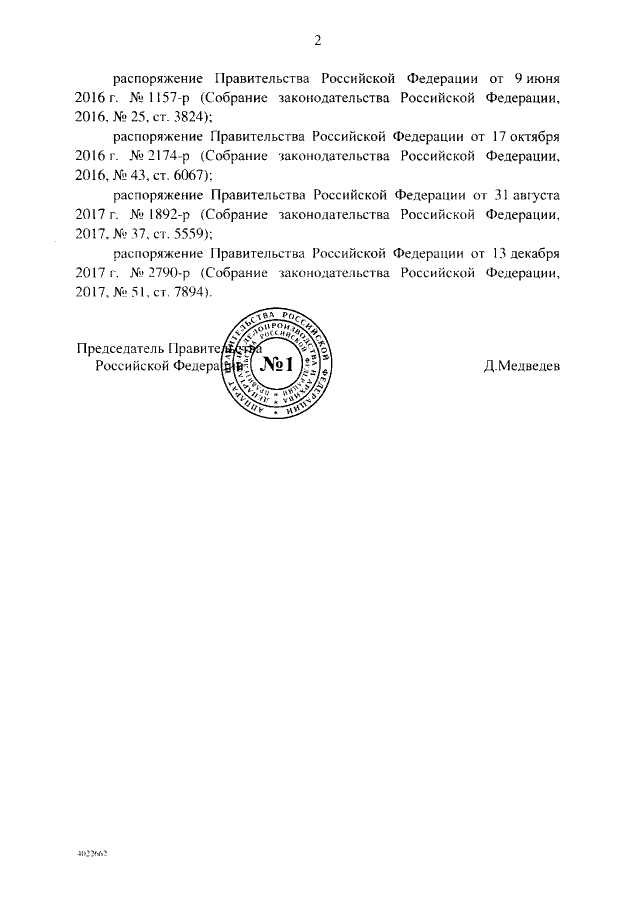 2
распоряжение Правительства Российской Федерации от 9 июня
2016 г. № 1157-р (Собрание законодательства Российской Федерации,
2016, № 25, ст. 3824);
распоряжение Правительства Российской Федерации от 17 октября
2016 г. № 2174-р (Собрание законодательства Российской Федерации,
2016, № 43, ст. 6067);
распоряжение Правительства Российской Федерации от 31 августа
2017 г. № 1892-р (Собрание законодательства Российской Федерации,
2017, № 37, ст. 5559);
распоряжение Правительства Российской Федерации от 13 декабря
2017 г. № 2790-р (Собрание законодательства Российской Федерации,
2017, № 51, ст. 7894).
Председатель Правительства
Российской Федерации
Д.Медведев
АППАРАТ ПРАВИТЕЛЬСТВА РОССИЙСКОЙ ФЕДЕРАЦИИ
ДЕПАРТАМЕНТ ДЕЛОПРОИЗВОДСТВА И АРХИВА
ПРАВИТЕЛЬСТВА РОССИЙСКОЙ ФЕДЕРАЦИИ
№1
4022662